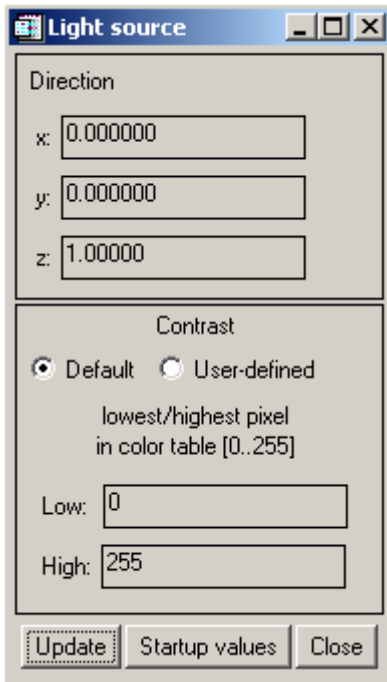 Light source
Direction
x: 0.000000
y: 0.000000
z: 1.00000
Contrast
Default User-defined
lowest/highest pixel
in color table [0..255]
Low: 0
High: 255
Update Startup values Close